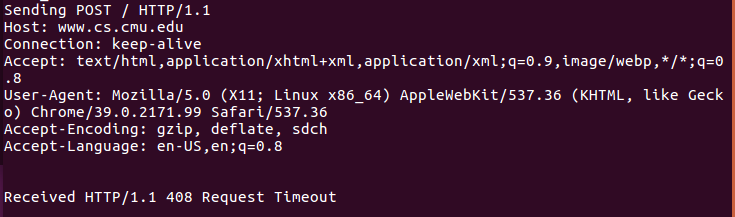 Sending POST / HTTP/1.1
Host: www.cs.cmu.edu
Connection: keep-alive
Accept: text/html,application/xhtml+xml,application/xml;q=0.9,image/webp,*/*;q=0
.8
User-Agent: Mozilla/5.0 (X11; Linux x86_64) AppleWebKit/537.36 (KHTML, like Geck
o) Chrome/39.0.2171.99 Safari/537.36
Accept-Encoding: gzip, deflate, sdch
Accept-Language: en-US,en;q=0.8
Received HTTP/1.1 408 Request Timeout